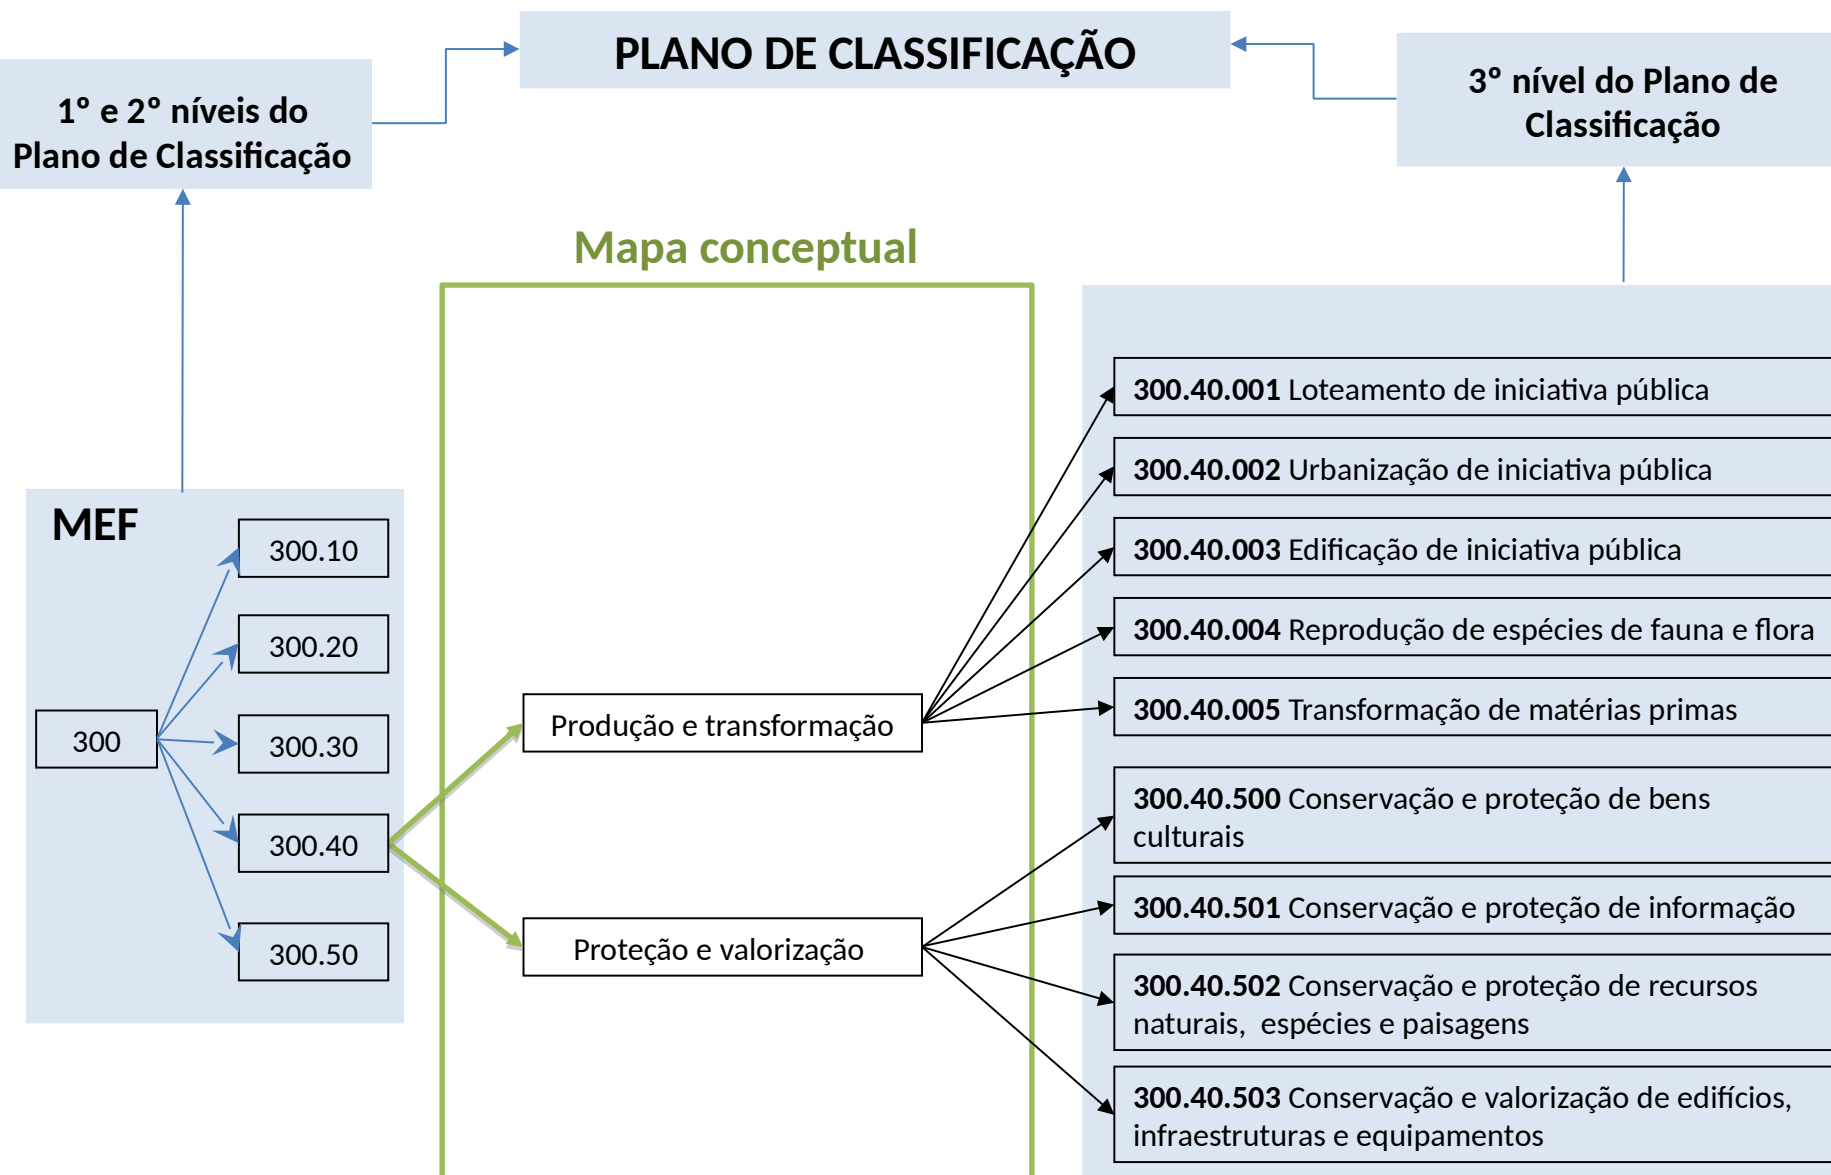 PLANO DE CLASSIFICAÇÃO
1º e 2º níveis do
Plano de Classificação
3º nível do Plano de
Classificação
Mapa conceptual
MEF
300
300.10
300.20
300.30
300.40
300.50
Produção e transformação
Proteção e valorização
300.40.001 Loteamento de iniciativa pública
300.40.002 Urbanização de iniciativa pública
300.40.003 Edificação de iniciativa pública
300.40.004 Reprodução de espécies de fauna e flora
300.40.005 Transformação de matérias primas
300.40.500 Conservação e proteção de bens
culturais
300.40.501 Conservação e proteção de informação
300.40.502 Conservação e proteção de recursos
naturais,  espécies e paisagens
300.40.503 Conservação e valorização de edifícios,
infraestruturas e equipamentos